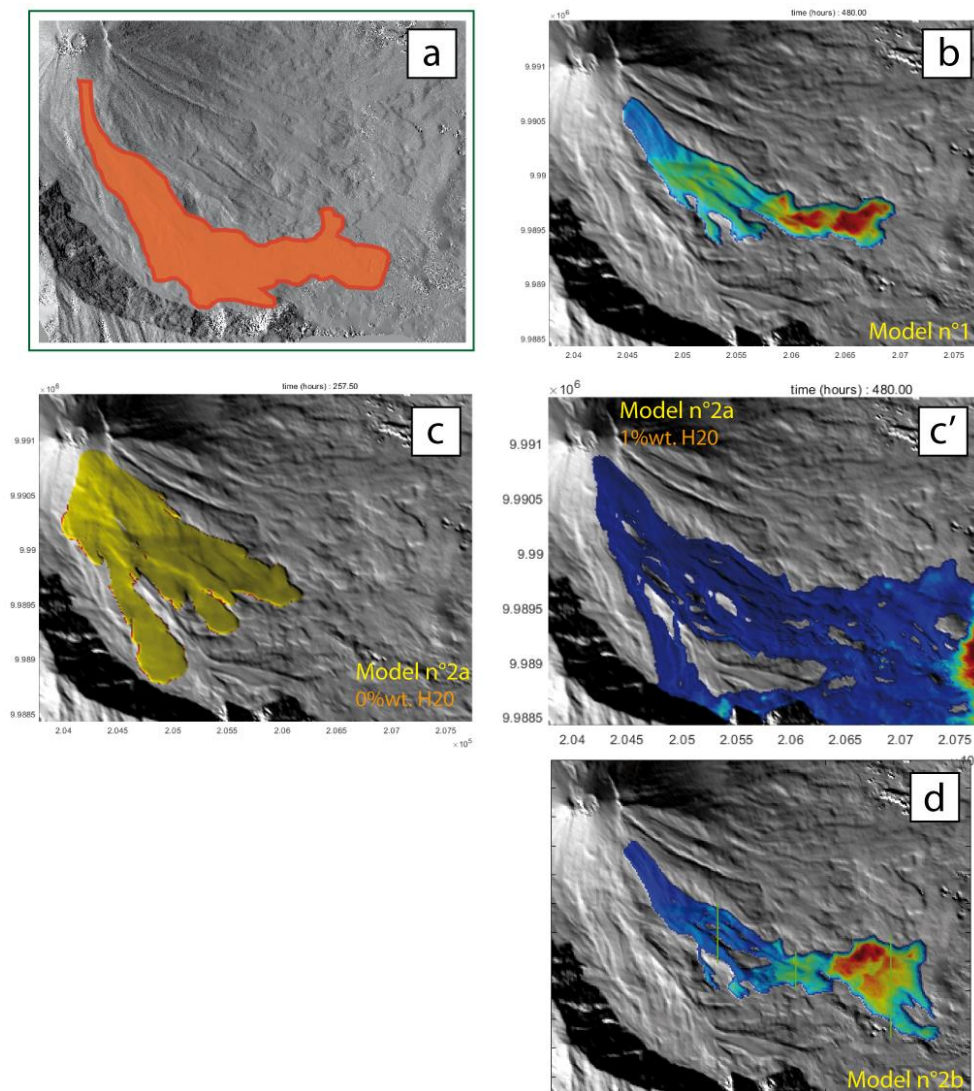 a
× 10⁶
time (hours) : 480.00
b
9.991
9.9905
9.99
9.9895
9.989
9.9885
Model n°1
2.04 2.045 2.05 2.055 2.06 2.065 2.07 2.075
× 10⁶
time (hours) : 257.50
c
9.991
9.9905
9.99
9.9895
9.989
9.9885
Model n°2a
0%wt. H20
2.04 2.045 2.05 2.055 2.06 2.065 2.07 2.075
× 10⁵
× 10⁶
time (hours) : 480.00
Model n°2a
1%wt. H20
c’
9.991
9.9905
9.99
9.9895
9.989
9.9885
2.04 2.045 2.05 2.055 2.06 2.065 2.07 2.075
d
Model n°2b